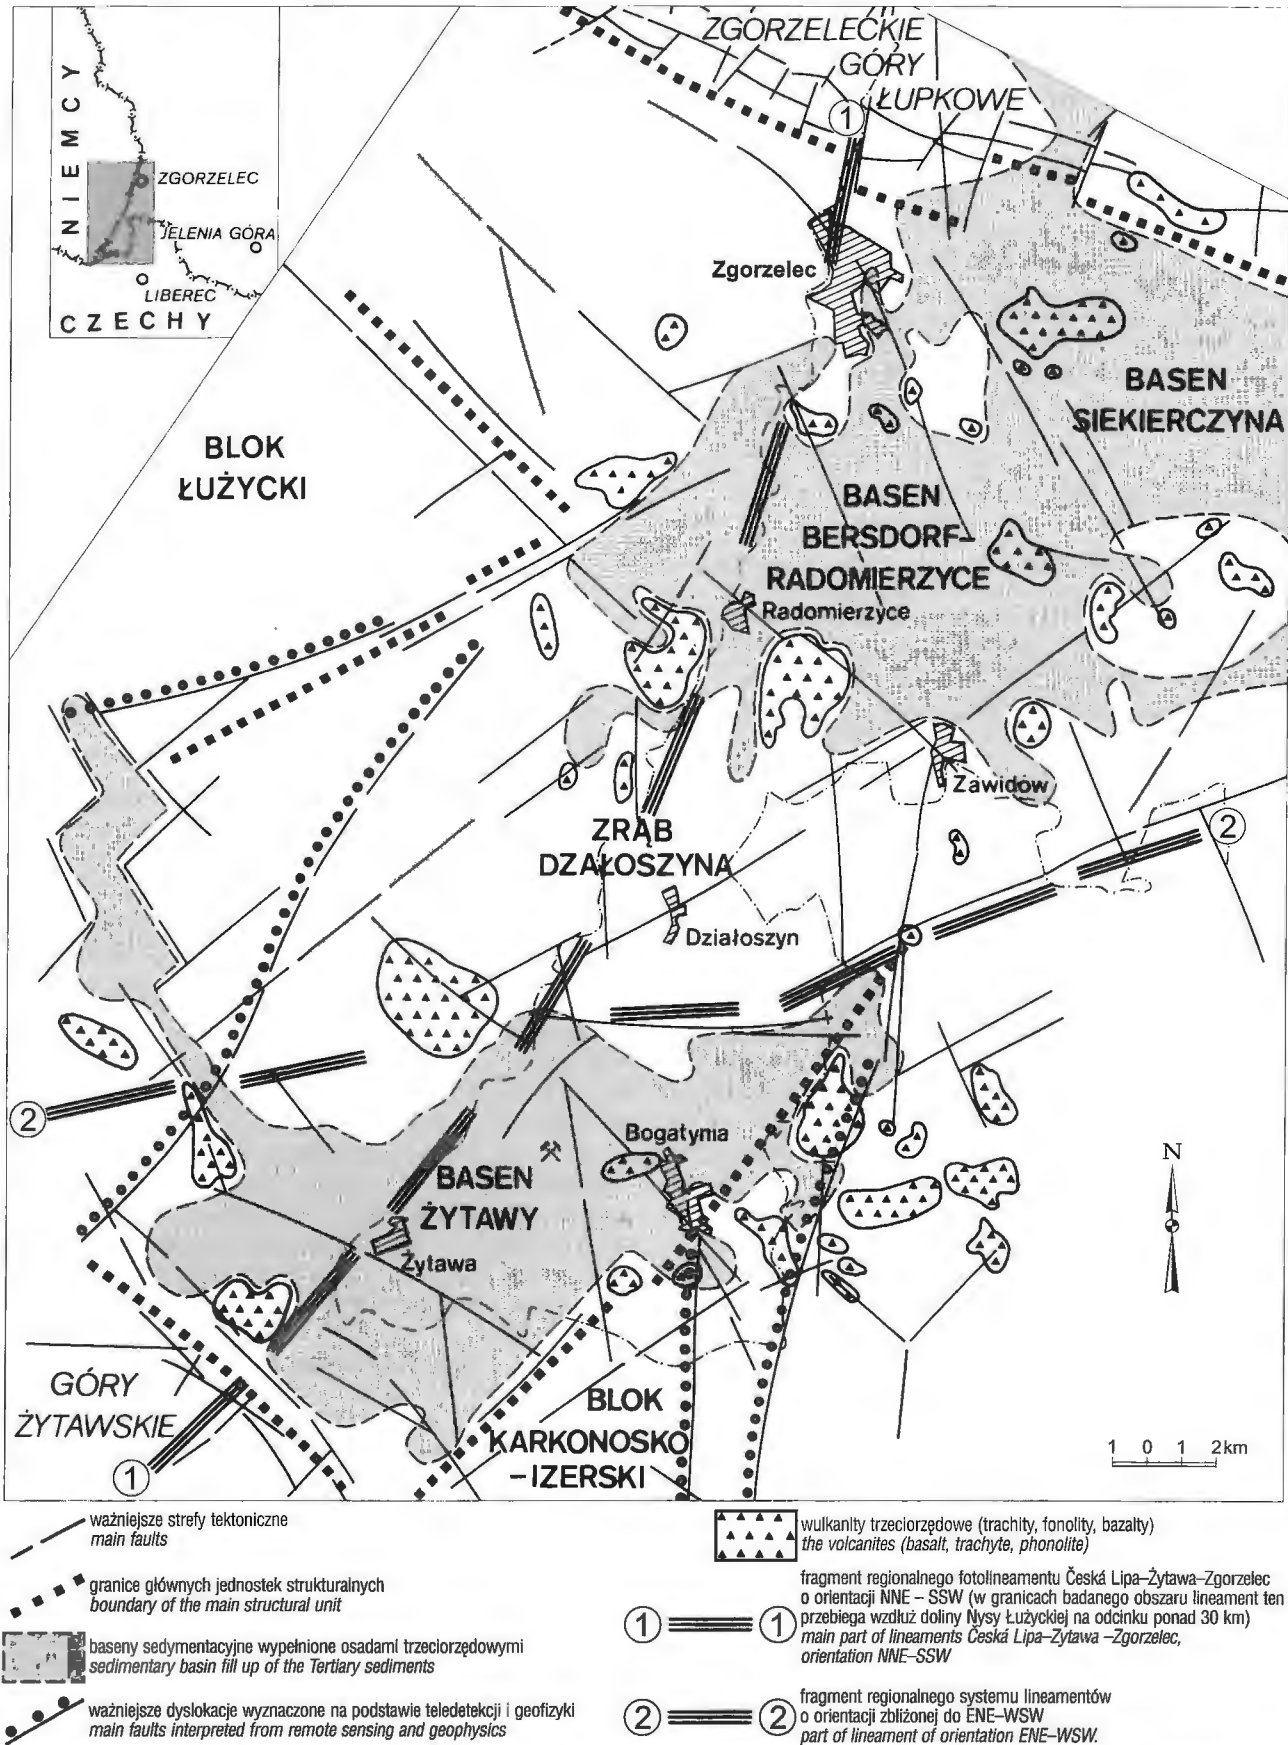 NIEMCY
ZGORZELEC
JELENIA GÓRA
LIBEREC
CZECHY
ZGORZELECKIE
GÓRY
ŁUPKOWE
1
Zgorzelec
BASEN
SIEKIERCZYNA
BLOK
ŁUŻYCKI
BASEN
BERSDORF–
RADOMIERZYCE
Radomierzyce
Zawidów
2
ZRĄB
DZAŁOSZYNA
Działoszyn
2
Bogatynia
N
BASEN
ŻYTAWY
Żytawa
GÓRY
ŻYTAWSKIE
BLOK
KARKONOSKO
–IZERSKI
1
1 0 1 2km
ważniejsze strefy tektoniczne
main faults
granice głównych jednostek strukturalnych
boundary of the main structural unit
baseny sedymentacyjne wypełnione osadami trzeciorzędowymi
sedimentary basin fill up of the Tertiary sediments
ważniejsze dyslokacje wyznaczone na podstawie teledetekcji i geofizyki
main faults interpreted from remote sensing and geophysics
wulkanity trzeciorzędowe (trachity, fonolity, bazalty)
the volcanites (basalt, trachyte, phonolite)
fragment regionalnego fotolineamentu Česká Lipa–Żytawa–Zgorzelec
o orientacji NNE – SSW (w granicach badanego obszaru lineament ten
1 1 przebiega wzdłuż doliny Nysy Łużyckiej na odcinku ponad 30 km)
main part of lineaments Česká Lipa–Zytawa –Zgorzelec,
orientation NNE–SSW
fragment regionalnego systemu lineamentów
2 2 o orientacji zbliżonej do ENE–WSW
part of lineament of orientation ENE–WSW.